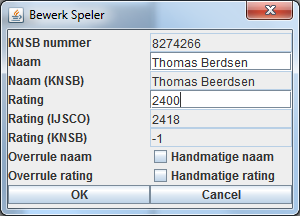 Bewerk Speler
KNSB nummer 8274266
Naam Thomas Berdsen
Naam (KNSB) Thomas Beerdsen
Rating 2400
Rating (IJSCO) 2418
Rating (KNSB) -1
Overrule naam Handmatige naam
Overrule rating Handmatige rating
OK Cancel